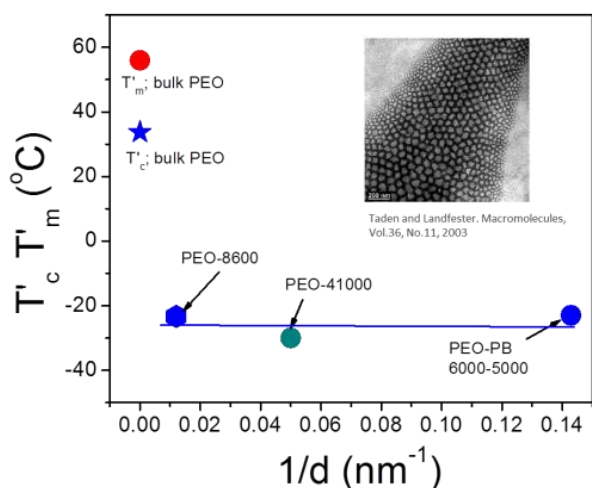 60
40
20
0
-20
-40
T'c T'm (°C)
T'm; bulk PEO
T'c; bulk PEO
200 nm
Taden and Landfester. Macromolecules,
Vol.36, No.11, 2003
PEO-8600
PEO-41000
PEO-PB
6000-5000
0.00 0.02 0.04 0.06 0.08 0.10 0.12 0.14
1/d (nm⁻¹)